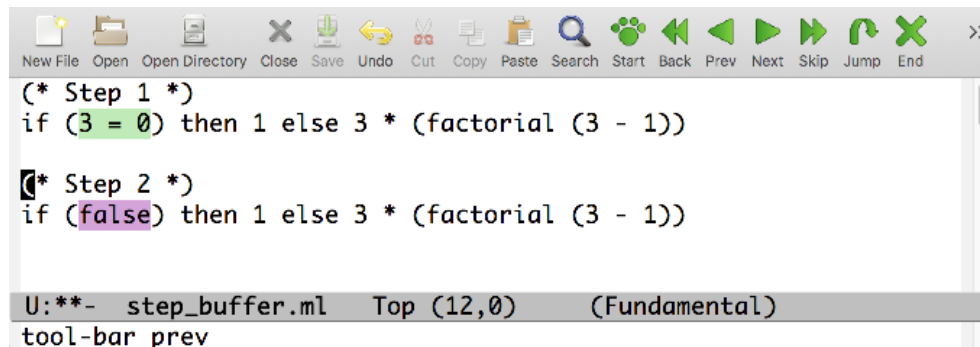 New File Open Open Directory Close Save Undo Cut Copy Paste Search Start Back Prev Next Skip Jump End
(* Step 1 *)
if (3 = 0) then 1 else 3 * (factorial (3 - 1))
(* Step 2 *)
if (false) then 1 else 3 * (factorial (3 - 1))
U:**-  step_buffer.ml   Top (12,0)     (Fundamental)
tool-bar prev